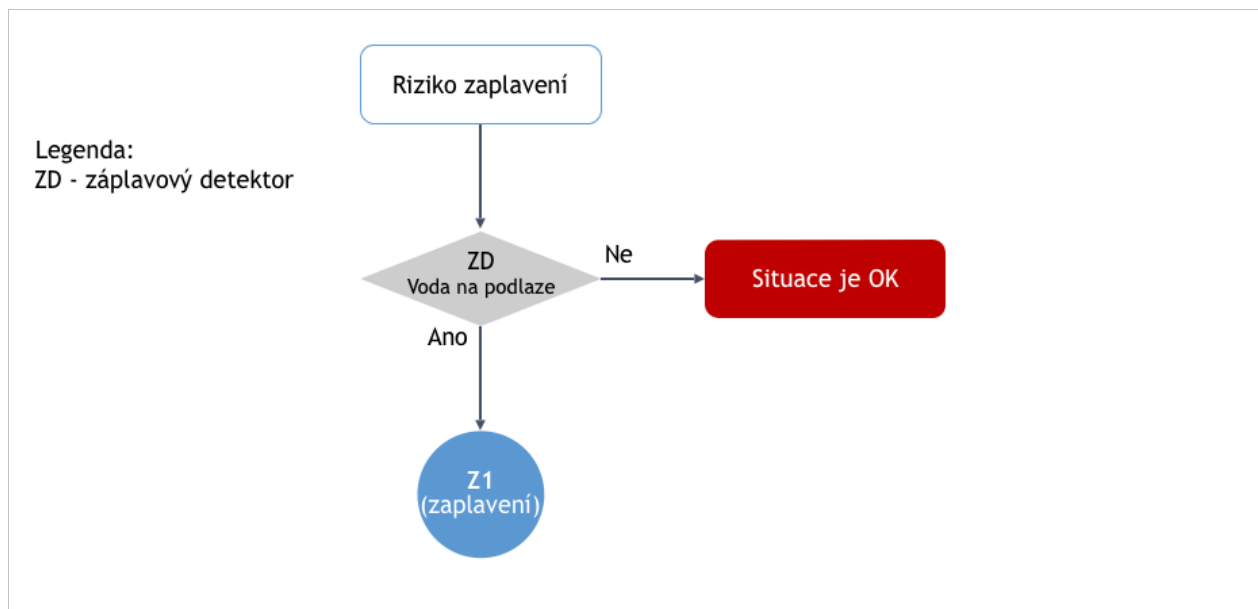 Riziko zaplavení
Legenda:
ZD - záplavový detektor
ZD
Voda na podlaze
Ne
Situace je OK
Ano
Z1
(zaplavení)